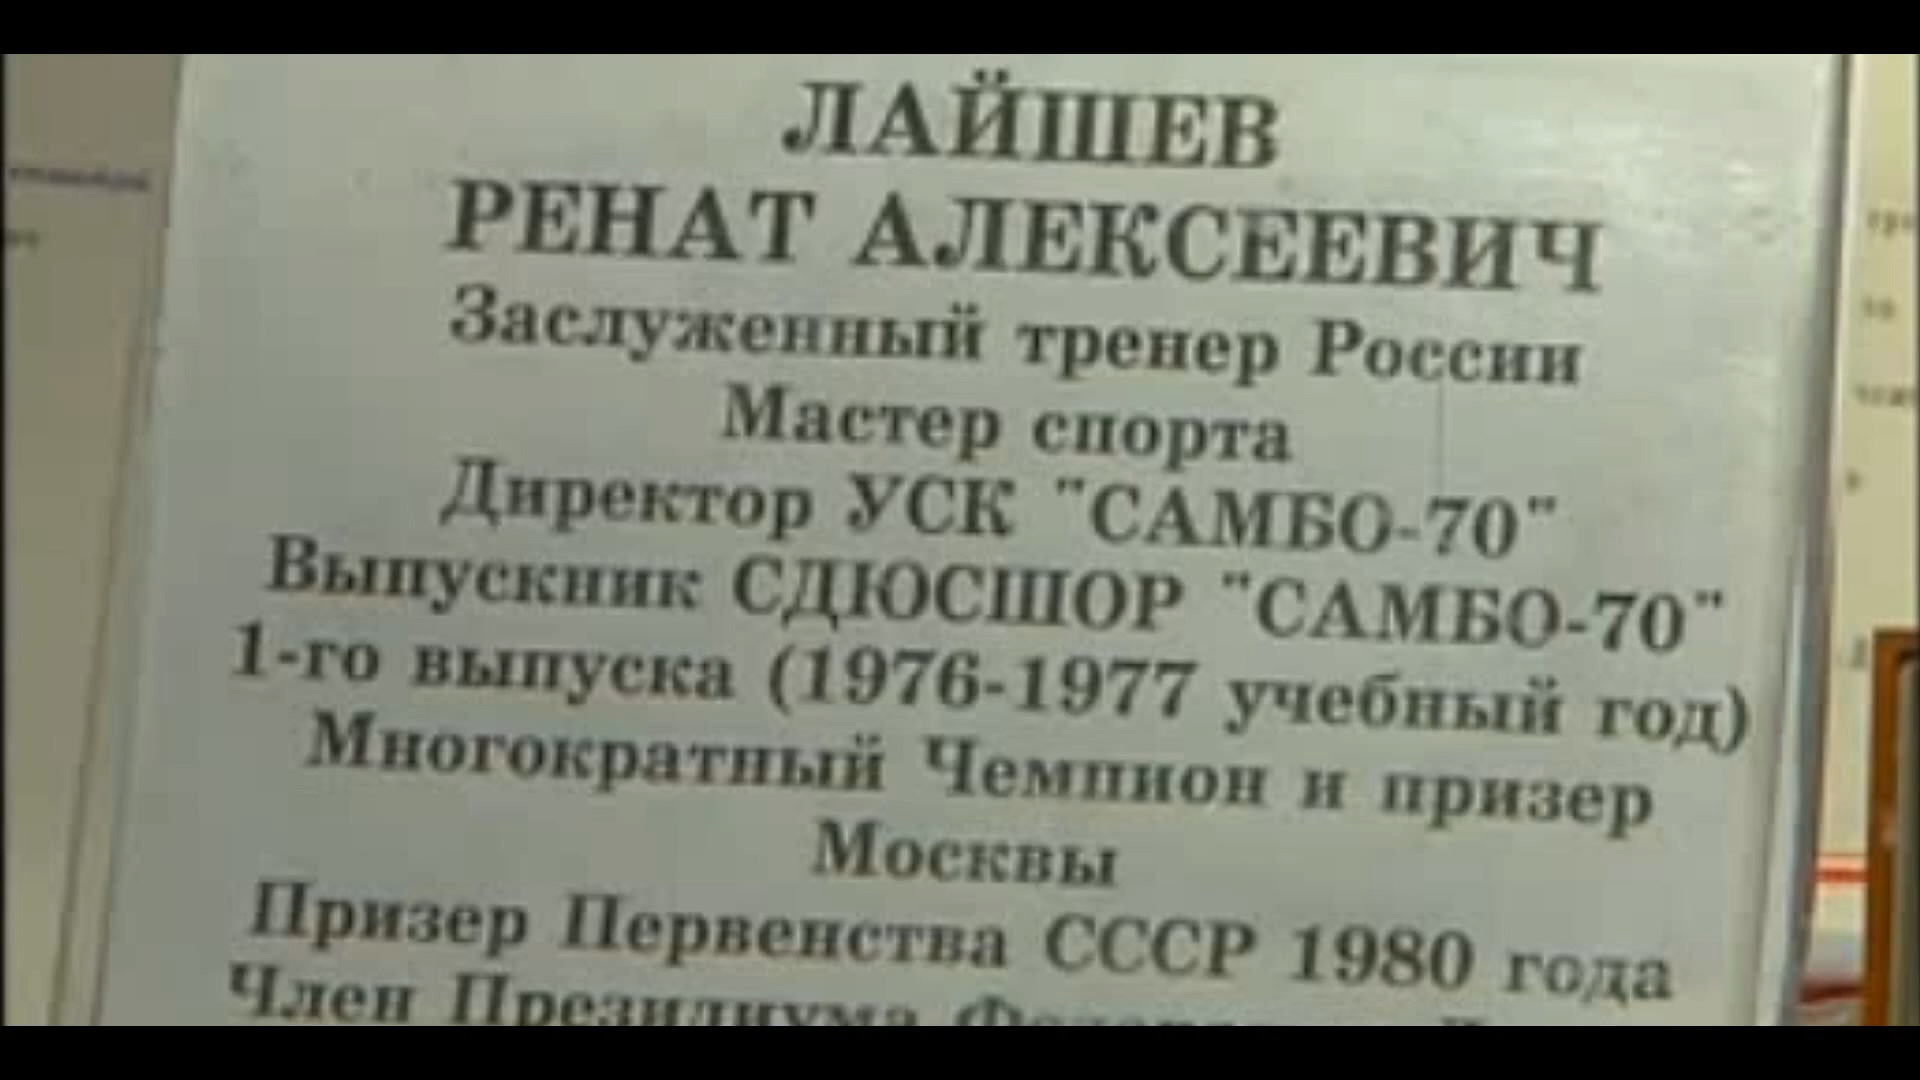 ЛАЙШЕВ
РЕНАТ АЛЕКСЕЕВИЧ
Заслуженный тренер России
Мастер спорта
Директор УСК "САМБО-70"
Выпускник СДЮСШОР "САМБО-70"
1-го выпуска (1976-1977 учебный год)
Многократный Чемпион и призер
Москвы
Призер Первенства СССР 1980 года
Член Президиума